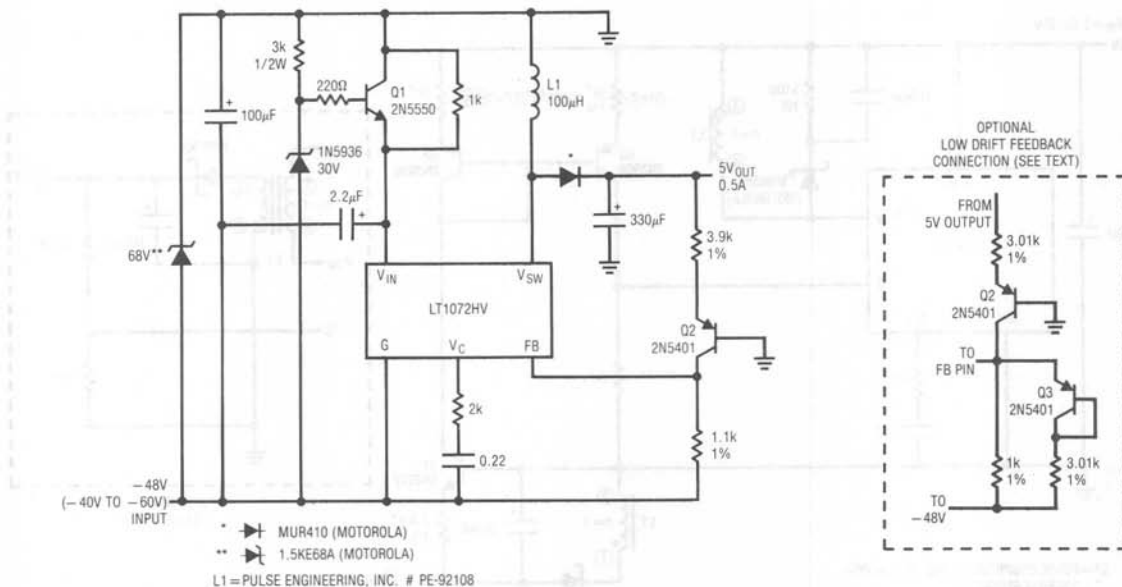 3k
1/2W
220Ω
Q1
2N5550
1k
L1
100μH
+
100μF
1N5936
30V
2.2μF
+
68V**
*
5VOUT
0.5A
+
330μF
3.9k
1%
VIN
VSW
LT1072HV
G
VC
FB
Q2
2N5401
2k
0.22
1.1k
1%
−48V
(−40V TO −60V)
INPUT
* MUR410 (MOTOROLA)
** 1.5KE68A (MOTOROLA)
L1 = PULSE ENGINEERING, INC. # PE-92108
OPTIONAL
LOW DRIFT FEEDBACK
CONNECTION (SEE TEXT)
FROM
5V OUTPUT
3.01k
1%
Q2
2N5401
TO
FB PIN
Q3
2N5401
1k
1%
3.01k
1%
TO
−48V